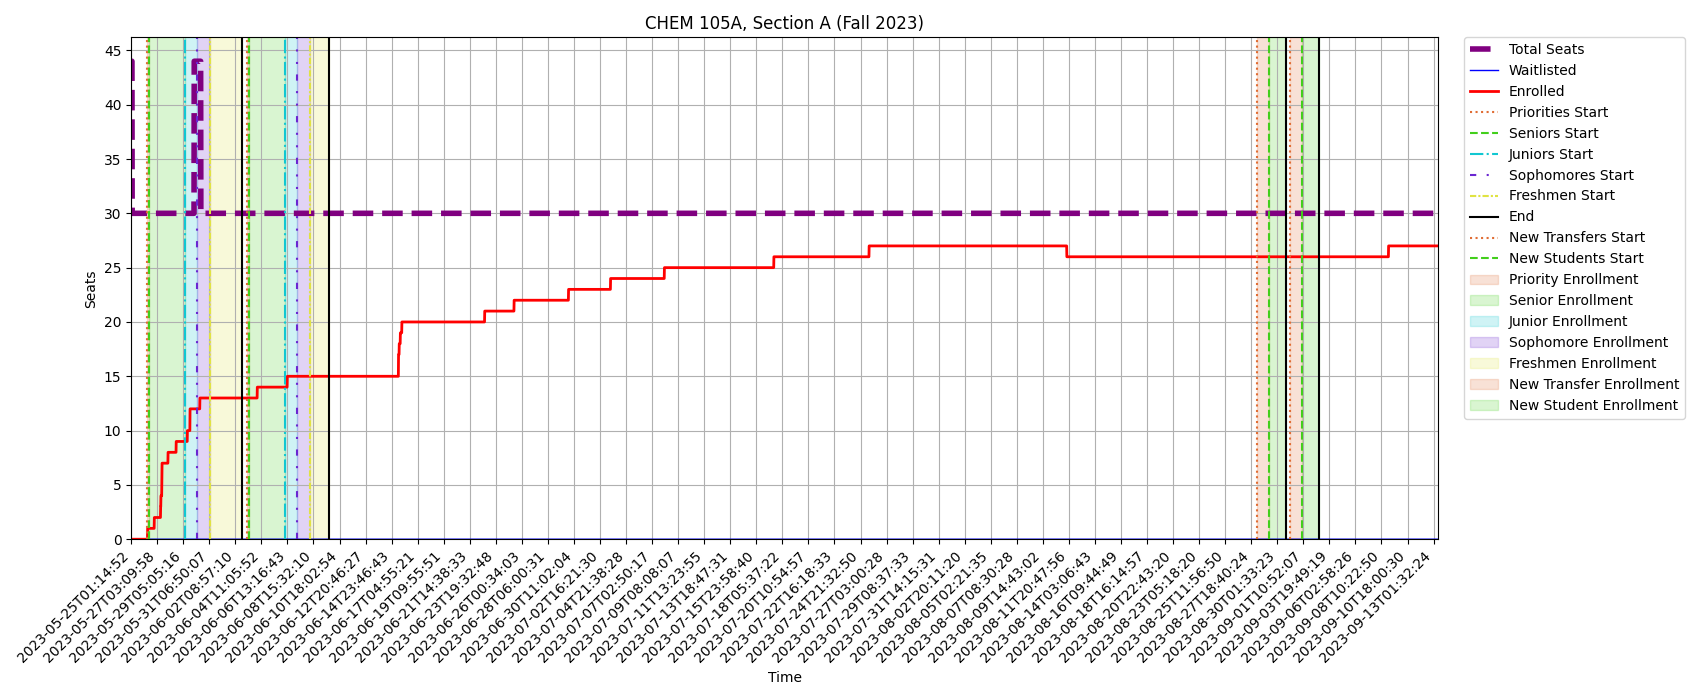 CHEM 105A, Section A (Fall 2023)
Seats
45
40
35
30
25
20
15
10
5
0
2023-05-25T01:14:52
2023-05-27T03:09:58
2023-05-29T05:05:16
2023-05-31T06:50:07
2023-06-02T08:57:10
2023-06-04T11:05:52
2023-06-06T13:16:43
2023-06-08T15:32:10
2023-06-10T18:02:54
2023-06-12T20:46:27
2023-06-14T23:46:43
2023-06-17T04:55:21
2023-06-19T09:55:51
2023-06-21T14:38:33
2023-06-23T19:32:48
2023-06-26T00:34:03
2023-06-28T06:00:31
2023-06-30T11:02:04
2023-07-02T16:21:30
2023-07-04T21:38:28
2023-07-07T02:50:17
2023-07-09T08:08:07
2023-07-11T13:23:55
2023-07-13T18:47:31
2023-07-15T23:58:40
2023-07-18T05:37:22
2023-07-20T10:54:57
2023-07-22T16:18:33
2023-07-24T21:32:50
2023-07-27T03:00:28
2023-07-29T08:37:33
2023-07-31T14:15:31
2023-08-02T20:11:20
2023-08-05T02:21:35
2023-08-07T08:30:28
2023-08-09T14:43:02
2023-08-11T20:47:56
2023-08-14T03:06:43
2023-08-16T09:44:49
2023-08-18T16:14:57
2023-08-20T22:43:20
2023-08-23T05:18:20
2023-08-25T11:56:50
2023-08-27T18:40:24
2023-08-30T01:33:23
2023-09-01T10:52:07
2023-09-03T19:49:19
2023-09-06T02:58:26
2023-09-08T10:22:50
2023-09-10T18:00:30
2023-09-13T01:32:24
Time
Total Seats
Waitlisted
Enrolled
Priorities Start
Seniors Start
Juniors Start
Sophomores Start
Freshmen Start
End
New Transfers Start
New Students Start
Priority Enrollment
Senior Enrollment
Junior Enrollment
Sophomore Enrollment
Freshmen Enrollment
New Transfer Enrollment
New Student Enrollment